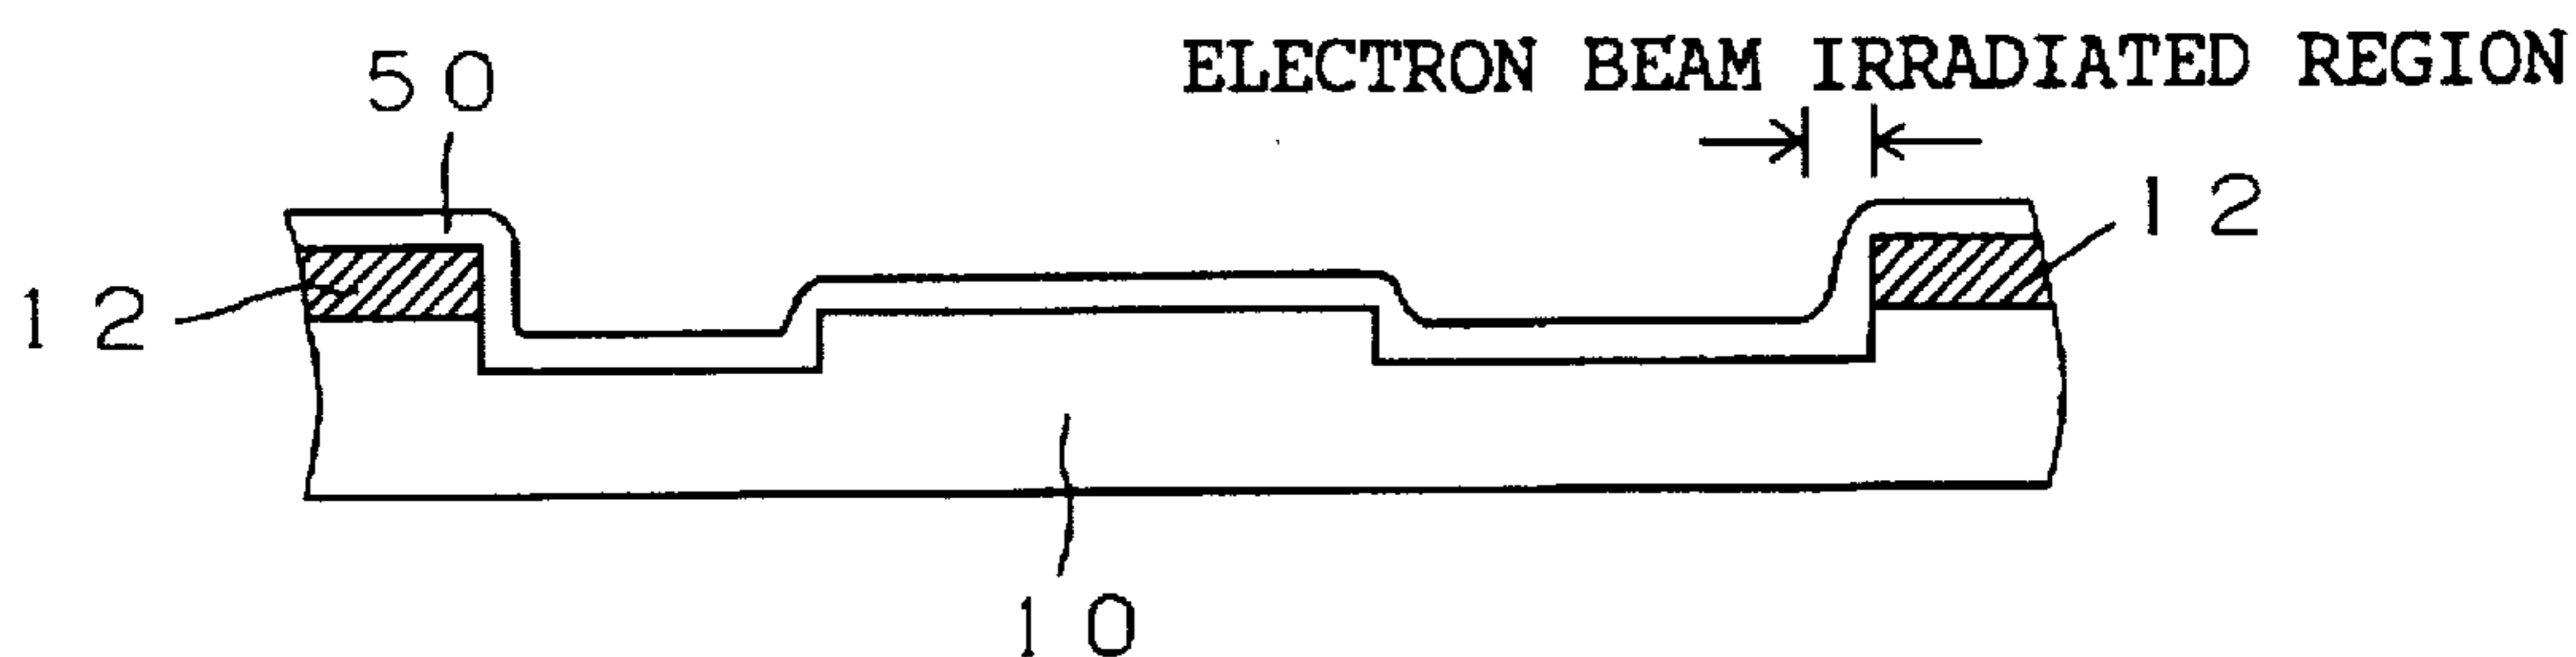 ELECTRON BEAM IRRADIATED REGION
50
12
12
10